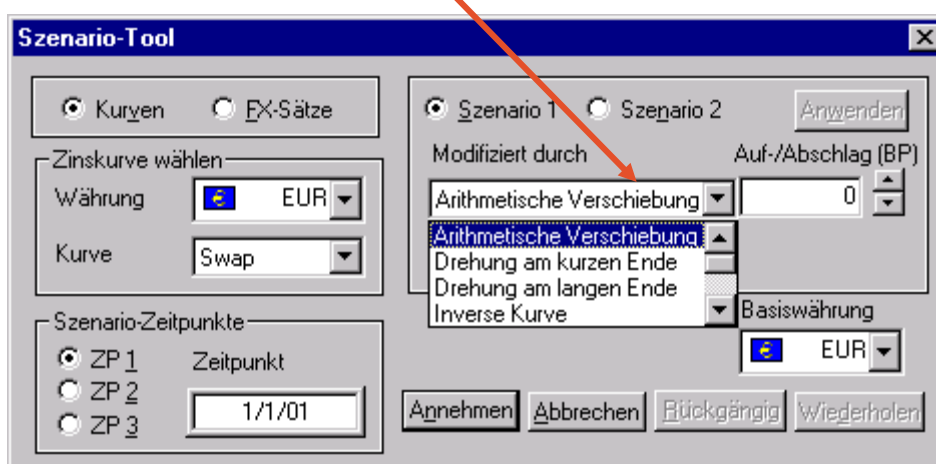 Szenario-Tool
Kurven FX-Sätze
Zinskurve wählen
Währung EUR
Kurve Swap
Szenario-Zeitpunkte
ZP 1 Zeitpunkt
ZP 2
ZP 3
1/1/01
Szenario 1 Szenario 2 Anwenden
Modifiziert durch Auf-/Abschlag (BP)
Arithmetische Verschiebung 0
Arithmetische Verschiebung
Drehung am kurzen Ende
Drehung am langen Ende
Inverse Kurve
Basiswährung
EUR
Annehmen Abbrechen Rückgängig Wiederholen